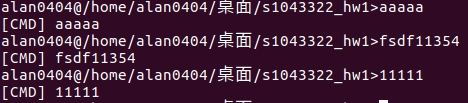 alan0404@/home/alan0404/桌面/s1043322_hw1>aaaaa
[CMD] aaaaa
alan0404@/home/alan0404/桌面/s1043322_hw1>fsdf11354
[CMD] fsdf11354
alan0404@/home/alan0404/桌面/s1043322_hw1>11111
[CMD] 11111